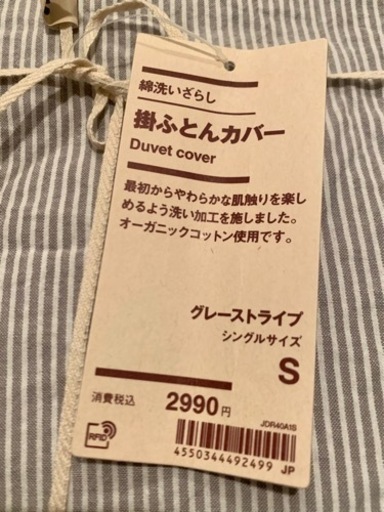 綿洗いざらし
掛ふとんカバー
Duvet cover
最初からやわらかな肌触りを楽し
めるよう洗い加工を施しました。
オーガニックコットン使用です。
グレーストライプ
シングルサイズ
S
消費税込 2990円
JDR40A1S
RFID
4550344492499 JP